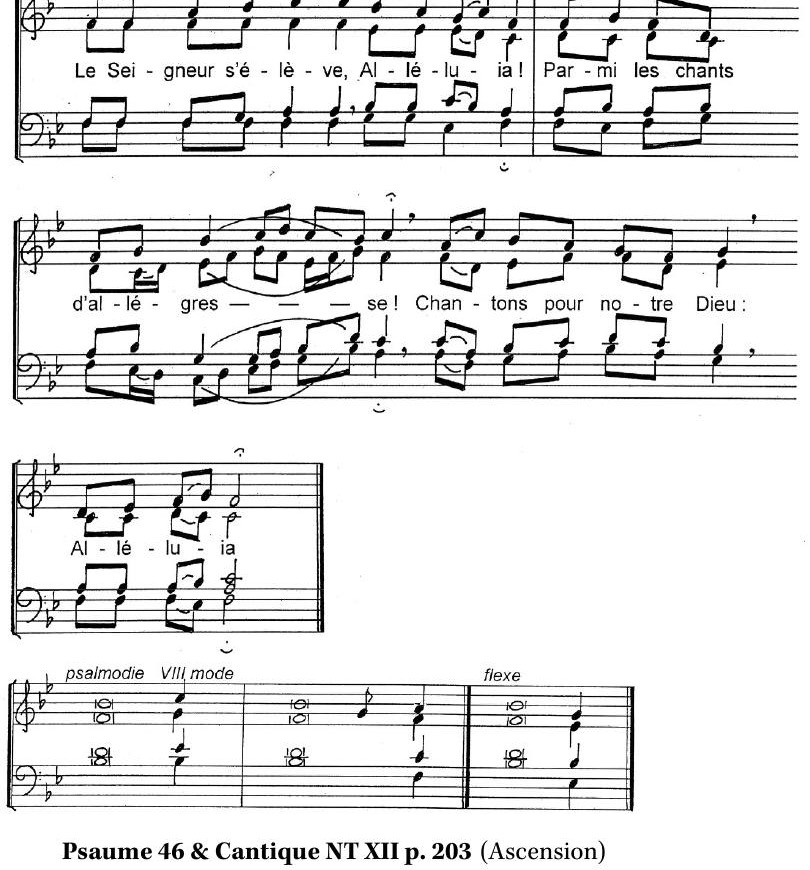 Le Sei - gneur s'é - lè - ve, Al - lé - lu - ia ! Par - mi les chants
d'al - lé - gres — — — se ! Chan - tons pour no - tre Dieu :
Al - lé - lu - ia
psalmodie VIII mode flexe
Psaume 46 & Cantique NT XII p. 203 (Ascension)